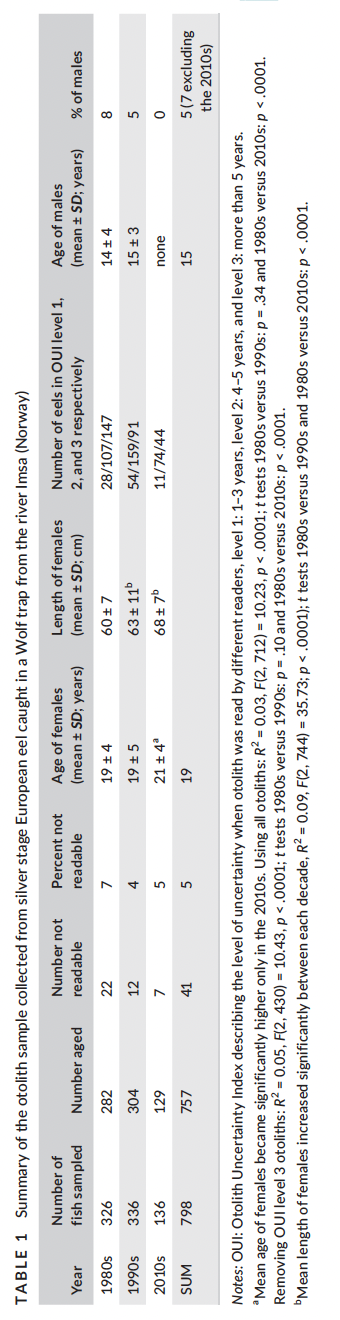 TABLE 1 Summary of the otolith sample collected from silver stage European eel caught in a Wolf trap from the river Imsa (Norway)
Year Number of fish sampled Number aged Number not readable Percent not readable Age of females (mean ± SD; years) Length of females (mean ± SD; cm) Number of eels in OUI level 1, 2, and 3 respectively Age of males (mean ± SD; years) % of males
1980s 326 282 22 7 19 ± 4 60 ± 7 28/107/147 14 ± 4 8
1990s 336 304 12 4 19 ± 5 63 ± 11b 54/159/91 15 ± 3 5
2010s 136 129 7 5 21 ± 4a 68 ± 7b 11/74/44 none 0
SUM 798 757 41 5 19 15 5 (7 excluding the 2010s)
Notes: OUI: Otolith Uncertainty Index describing the level of uncertainty when otolith was read by different readers, level 1: 1–3 years, level 2: 4–5 years, and level 3: more than 5 years.
aMean age of females became significantly higher only in the 2010s. Using all otoliths: R2 = 0.03, F(2, 712) = 10.23, p < .0001; t tests 1980s versus 1990s: p = .34 and 1980s versus 2010s: p < .0001.
Removing OUI level 3 otoliths: R2 = 0.05, F(2, 430) = 10.43, p < .0001; t tests 1980s versus 1990s: p = .10 and 1980s versus 2010s: p < .0001.
bMean length of females increased significantly between each decade, R2 = 0.09, F(2, 744) = 35.73; p < .0001); t tests 1980s versus 1990s and 1980s versus 2010s: p < .0001.